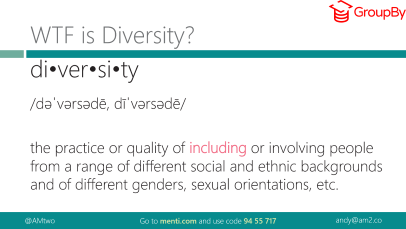 GroupBy
WTF is Diversity?
di•ver•si•ty
/dəˈvərsədē, dīˈvərsədē/
the practice or quality of including or involving people
from a range of different social and ethnic backgrounds
and of different genders, sexual orientations, etc.
@AMtwo Go to menti.com and use code 94 55 717 andy@am2.co